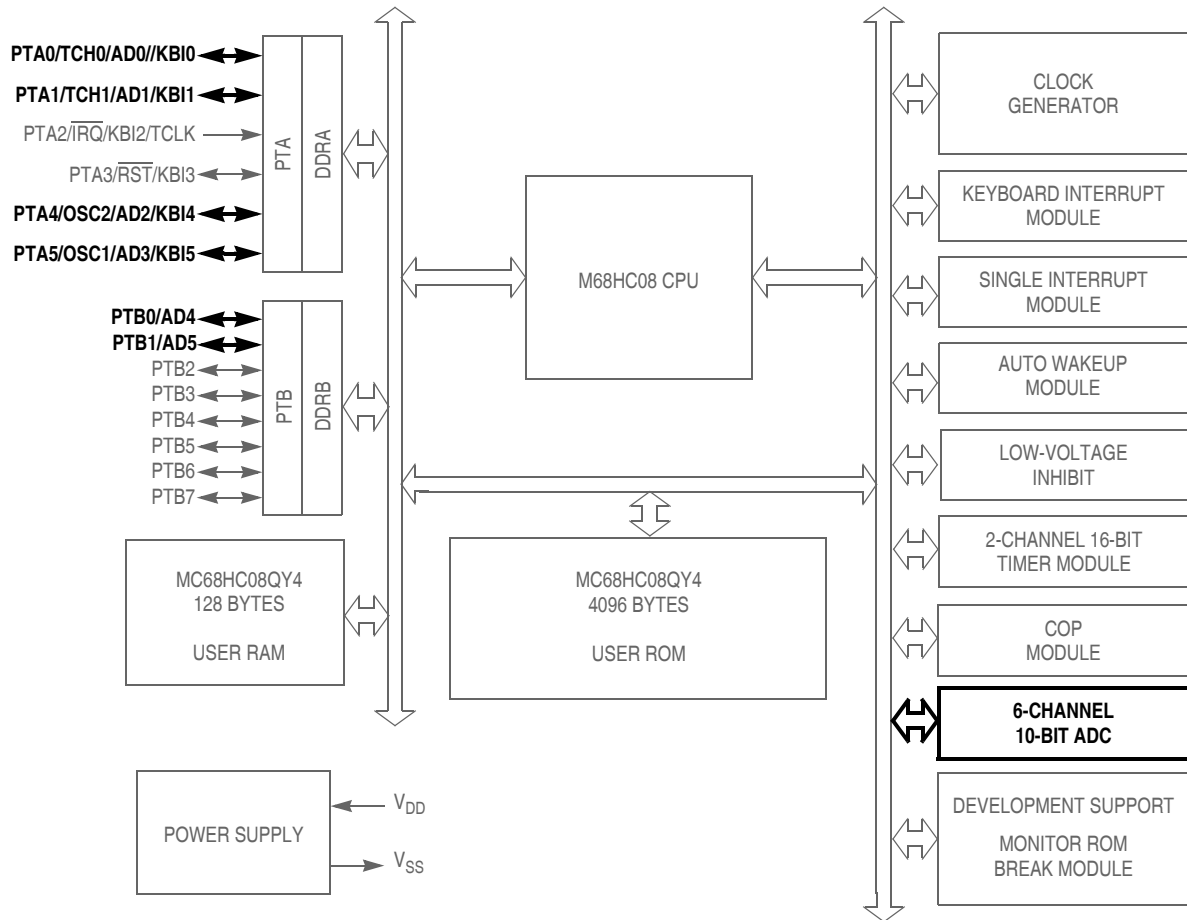 PTA0/TCH0/AD0//KBI0
PTA1/TCH1/AD1/KBI1
PTA2/IRQ/KBI2/TCLK
PTA3/RST/KBI3
PTA4/OSC2/AD2/KBI4
PTA5/OSC1/AD3/KBI5
PTA
DDRA
PTB0/AD4
PTB1/AD5
PTB2
PTB3
PTB4
PTB5
PTB6
PTB7
PTB
DDRB
M68HC08 CPU
MC68HC08QY4
128 BYTES
USER RAM
MC68HC08QY4
4096 BYTES
USER ROM
POWER SUPPLY
VDD
VSS
CLOCK
GENERATOR
KEYBOARD INTERRUPT
MODULE
SINGLE INTERRUPT
MODULE
AUTO WAKEUP
MODULE
LOW-VOLTAGE
INHIBIT
2-CHANNEL 16-BIT
TIMER MODULE
COP
MODULE
6-CHANNEL
10-BIT ADC
DEVELOPMENT SUPPORT
MONITOR ROM
BREAK MODULE